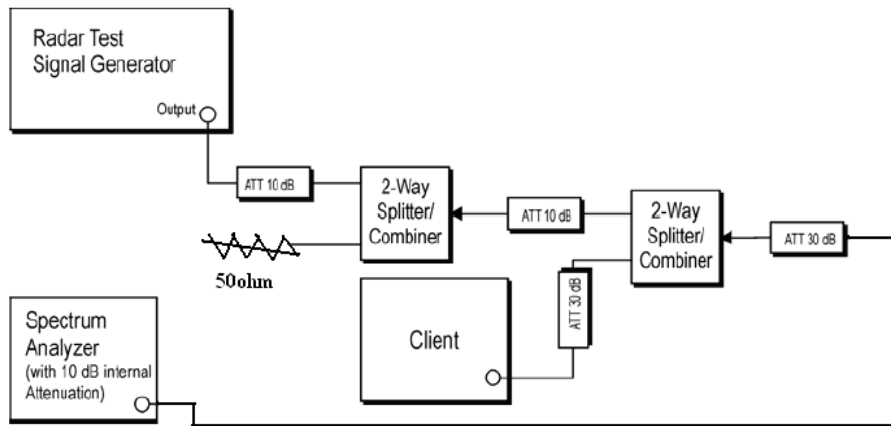 Radar Test
Signal Generator
Output
ATT 10 dB
2-Way
Splitter/
Combiner
ATT 10 dB
2-Way
Splitter/
Combiner
ATT 30 dB
50ohm
ATT 30 dB
Client
Spectrum
Analyzer
(with 10 dB internal
Attenuation)